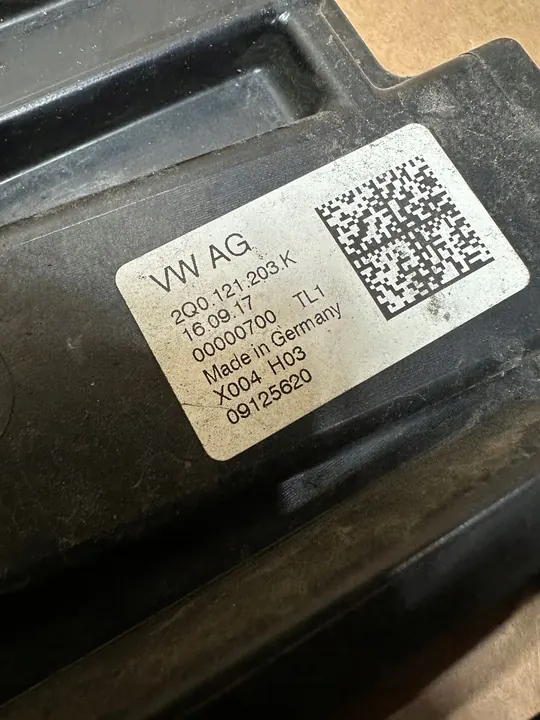 VW AG
2Q0.121.203.K
16.09.17
00000700 TL1
Made in Germany
X004 H03
09125620